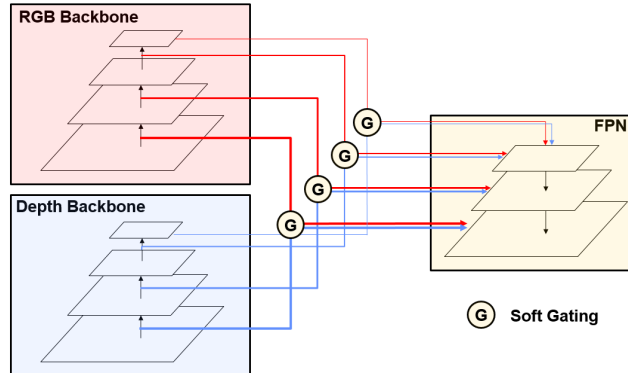 RGB Backbone
G
FPN
G
G
Depth Backbone
G
G Soft Gating